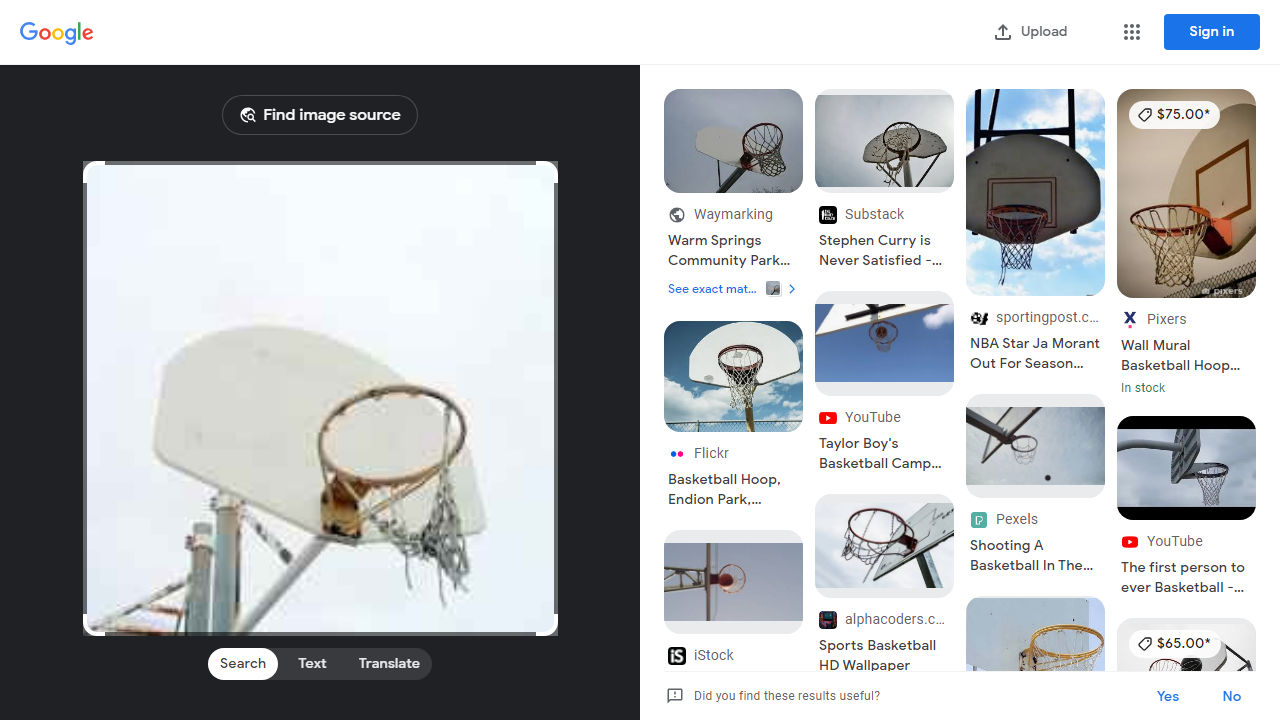 Google
Upload
Sign in
Find image source
Search
Text
Translate
Waymarking
Warm Springs
Community Park...
See exact mat...
Flickr
Basketball Hoop,
Endion Park,...
iStock
Substack
Stephen Curry is
Never Satisfied -...
YouTube
Taylor Boy's
Basketball Camp...
alphacoders.c...
Sports Basketball
HD Wallpaper
sportingpost.c...
NBA Star Ja Morant
Out For Season...
Pexels
Shooting A
Basketball In The...
$75.00*
pixers
Pixers
Wall Mural
Basketball Hoop...
In stock
YouTube
The first person to
ever Basketball -...
$65.00*
Did you find these results useful?
Yes
No